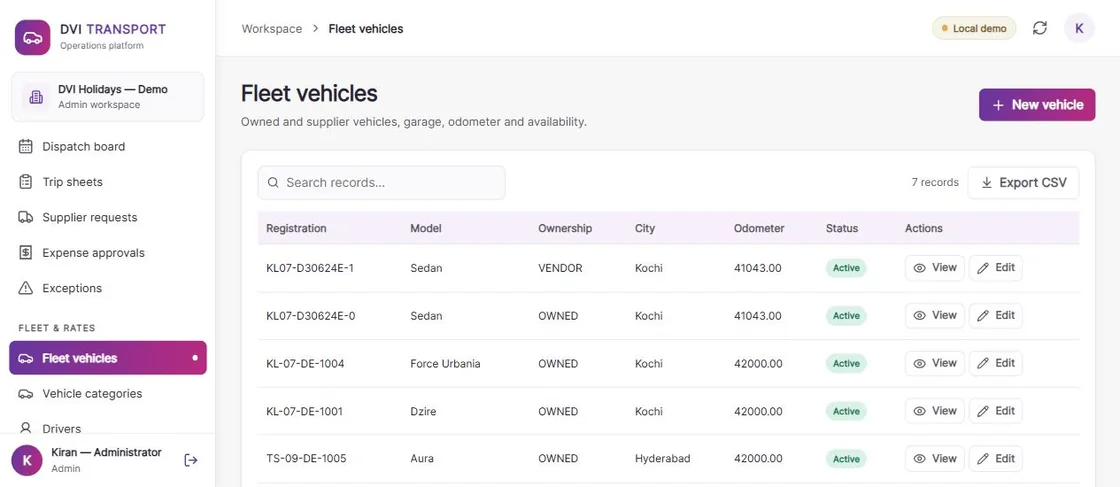 DVI TRANSPORT
Operations platform
DVI Holidays — Demo
Admin workspace
Dispatch board
Trip sheets
Supplier requests
Expense approvals
Exceptions
FLEET & RATES
Fleet vehicles
Vehicle categories
Drivers
K
Kiran — Administrator
Admin
Workspace > Fleet vehicles
Local demo
K
Fleet vehicles
Owned and supplier vehicles, garage, odometer and availability.
+ New vehicle
Search records...
7 records
Export CSV
Registration Model Ownership City Odometer Status Actions
KL07-D30624E-1 Sedan VENDOR Kochi 41043.00 Active View Edit
KL07-D30624E-0 Sedan OWNED Kochi 41043.00 Active View Edit
KL-07-DE-1004 Force Urbania OWNED Kochi 42000.00 Active View Edit
KL-07-DE-1001 Dzire OWNED Kochi 42000.00 Active View Edit
TS-09-DE-1005 Aura OWNED Hyderabad 42000.00 Active View Edit